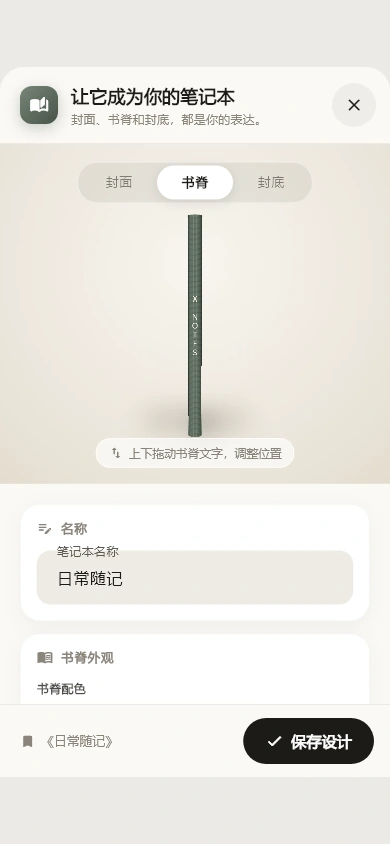 让它成为你的笔记本
封面、书脊和封底，都是你的表达。
封面
书脊
封底
X NOTES
上下拖动书脊文字，调整位置
名称
笔记本名称
日常随记
书脊外观
书脊配色
《日常随记》
保存设计